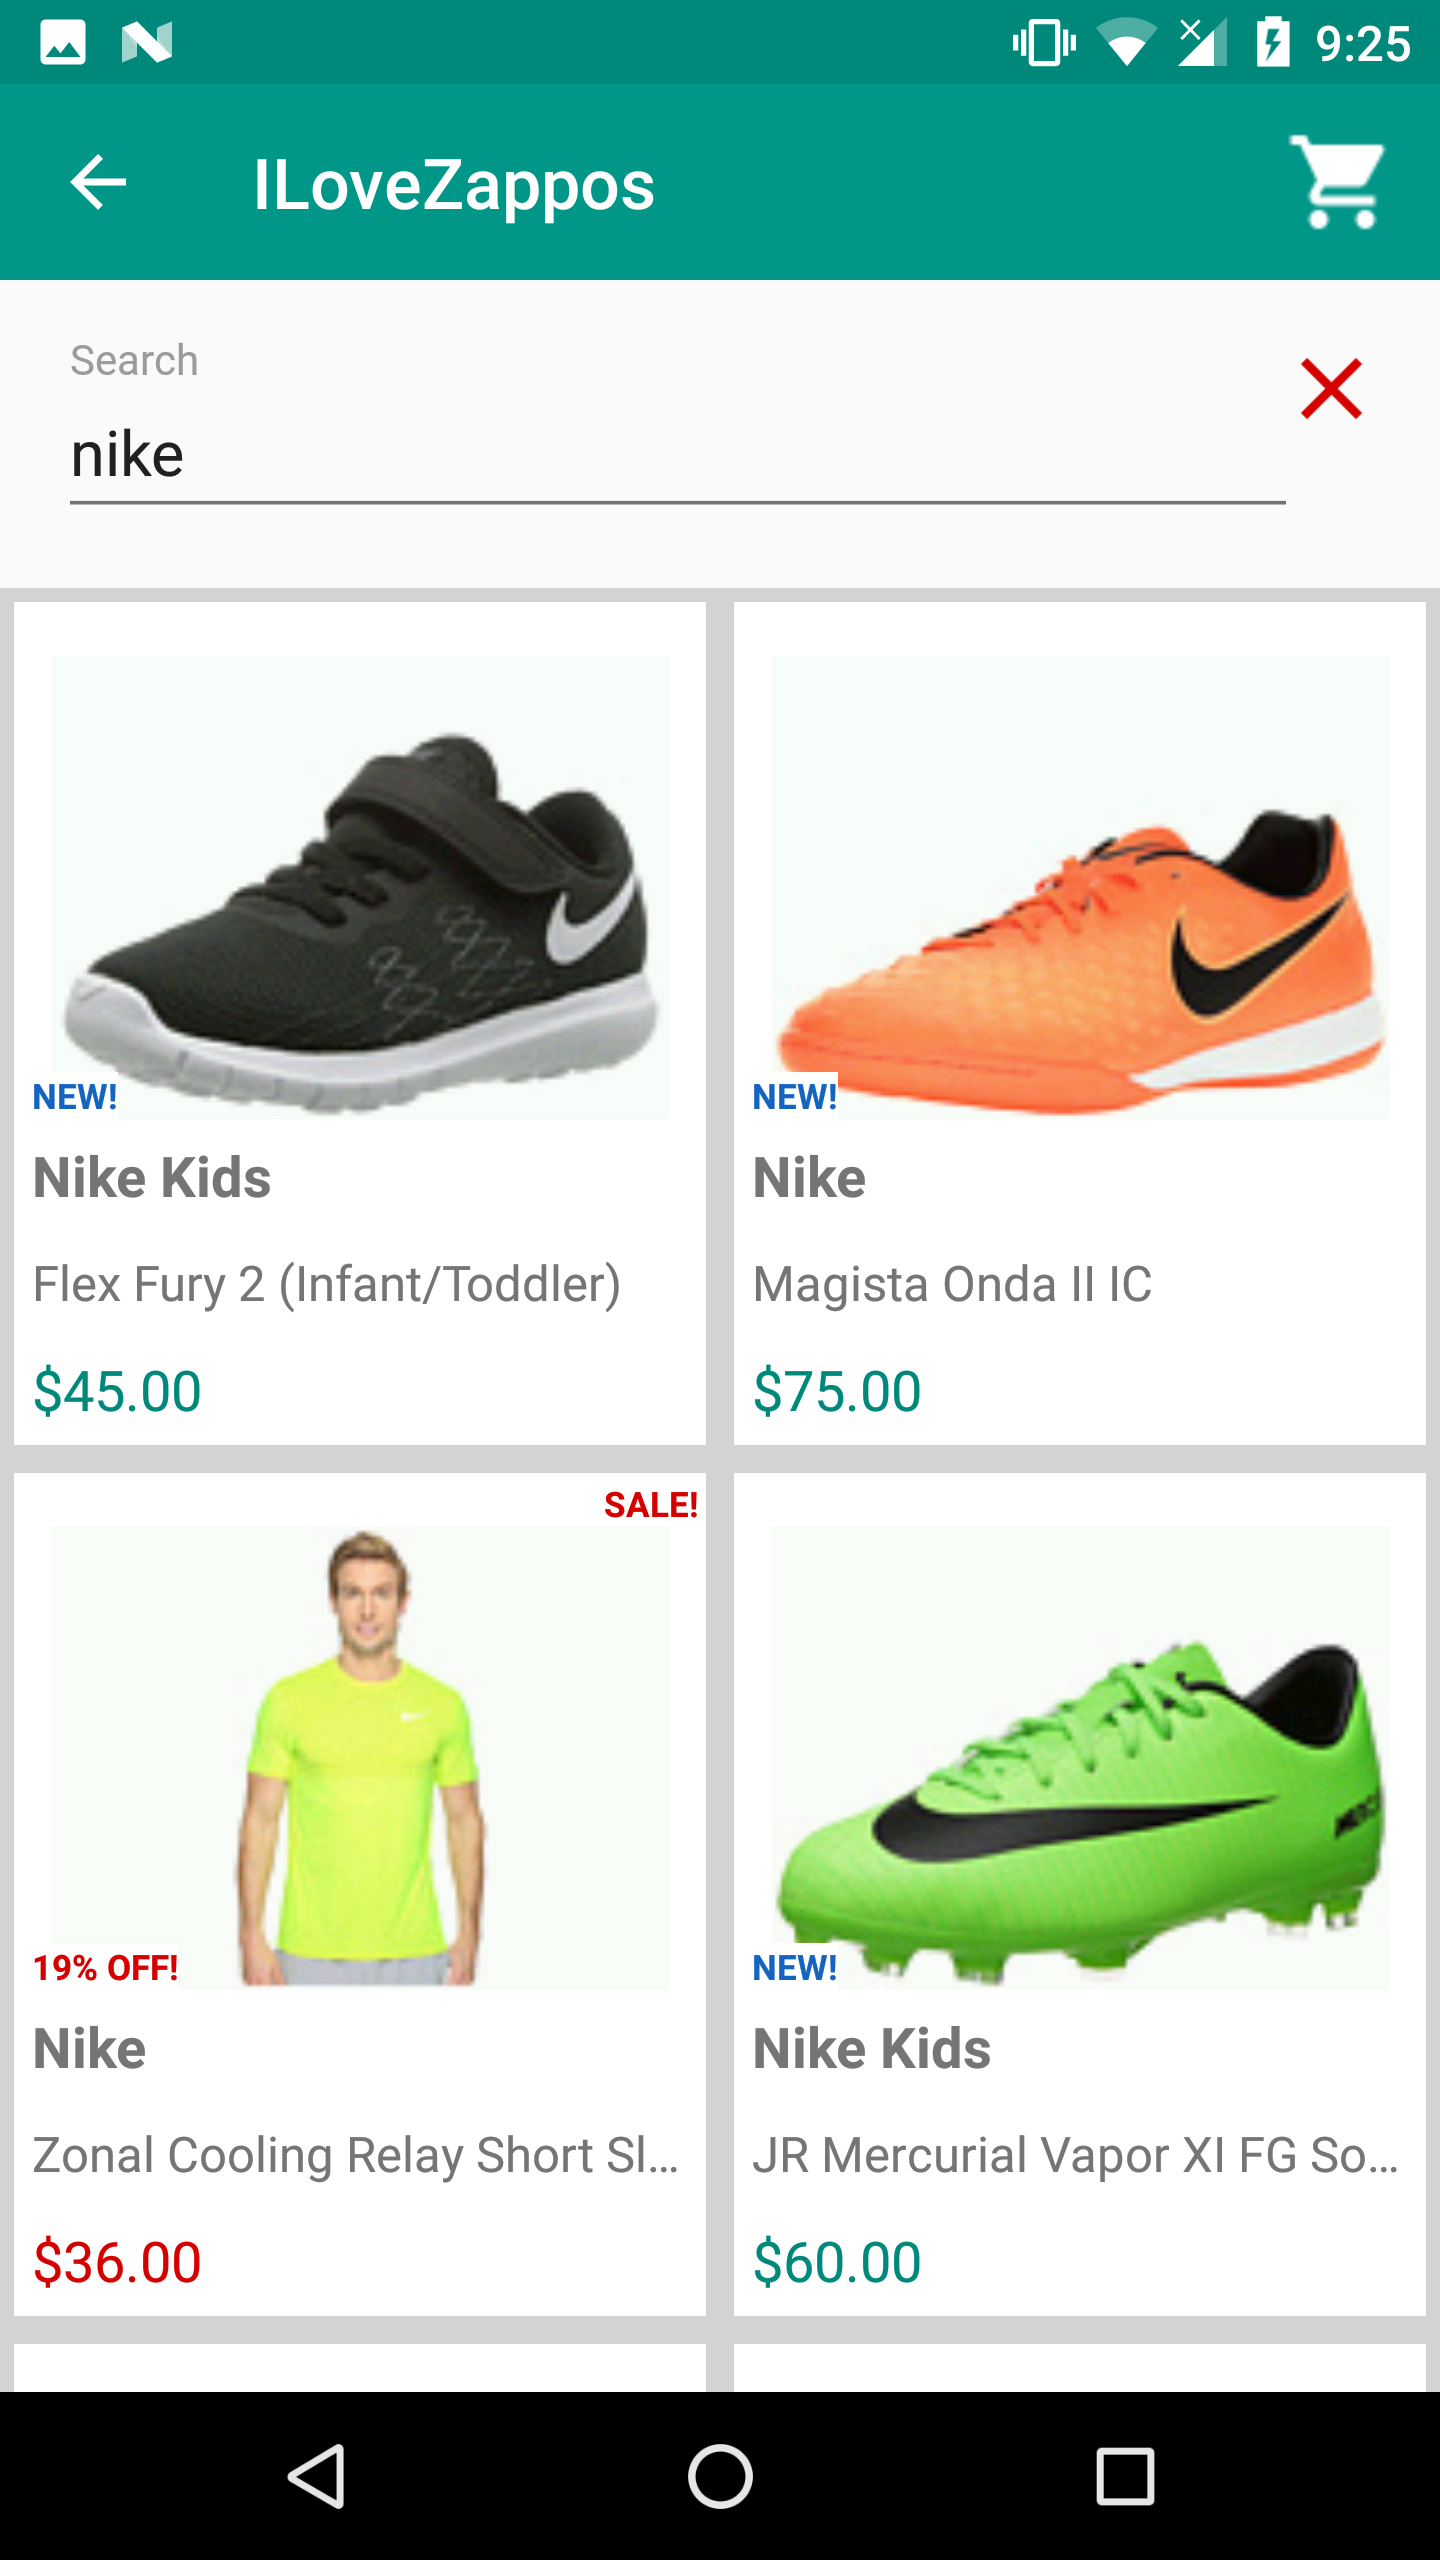 9:25
ILoveZappos
Search
nike
NEW!
Nike Kids
Flex Fury 2 (Infant/Toddler)
$45.00
NEW!
Nike
Magista Onda II IC
$75.00
SALE!
19% OFF!
Nike
Zonal Cooling Relay Short Sl...
$36.00
NEW!
Nike Kids
JR Mercurial Vapor XI FG So...
$60.00